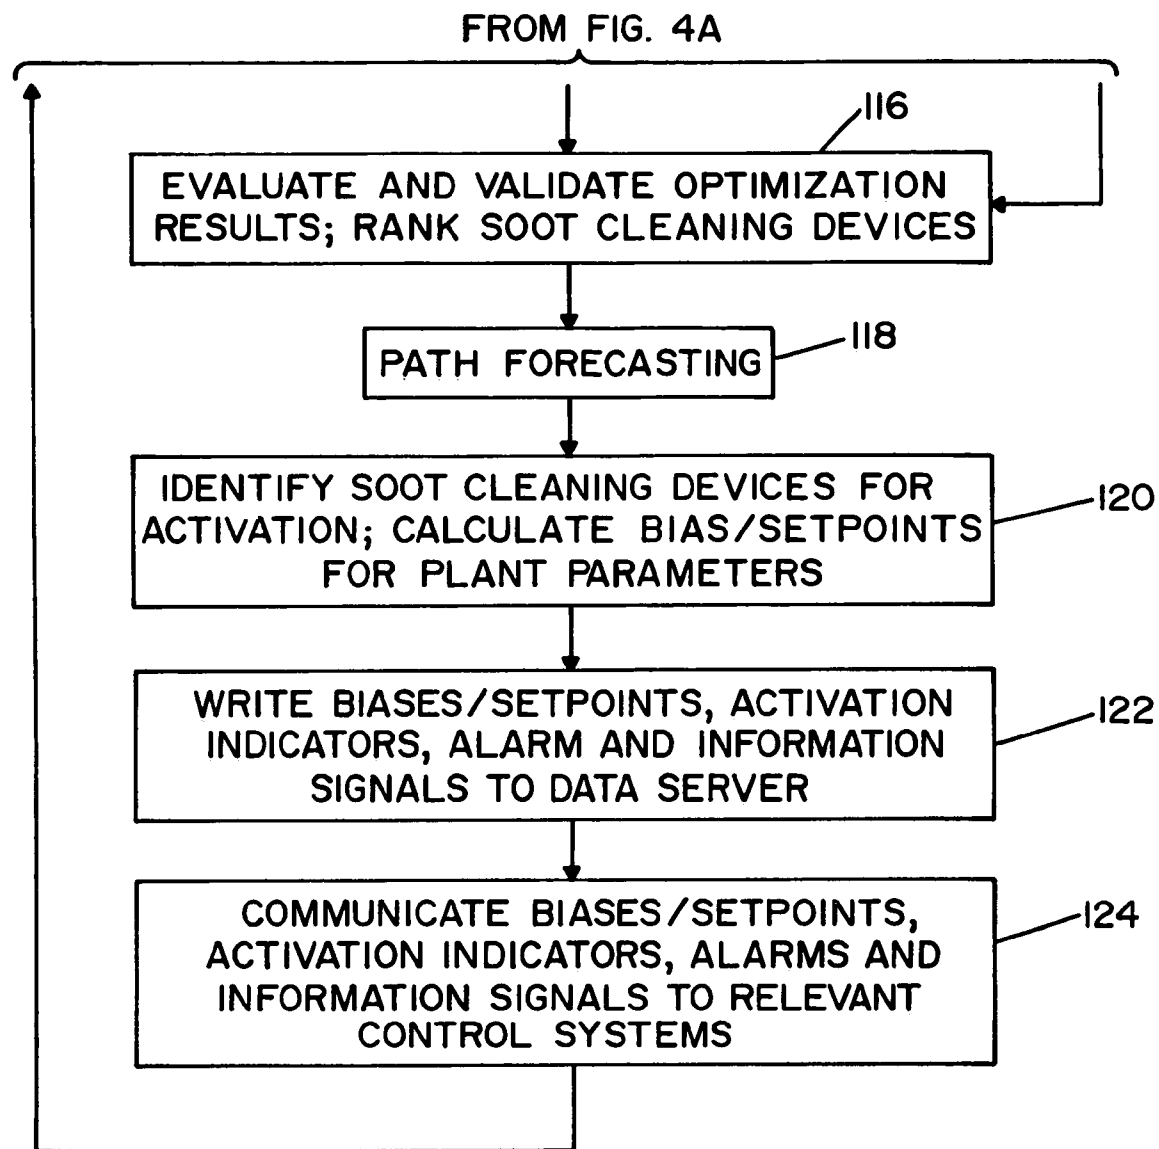 FROM FIG. 4A
116
EVALUATE AND VALIDATE OPTIMIZATION
RESULTS; RANK SOOT CLEANING DEVICES
118
PATH FORECASTING
IDENTIFY SOOT CLEANING DEVICES FOR
ACTIVATION; CALCULATE BIAS/SETPOINTS
FOR PLANT PARAMETERS
120
WRITE BIASES/SETPOINTS, ACTIVATION
INDICATORS, ALARM AND INFORMATION
SIGNALS TO DATA SERVER
122
COMMUNICATE BIASES/SETPOINTS,
ACTIVATION INDICATORS, ALARMS AND
INFORMATION SIGNALS TO RELEVANT
CONTROL SYSTEMS
124